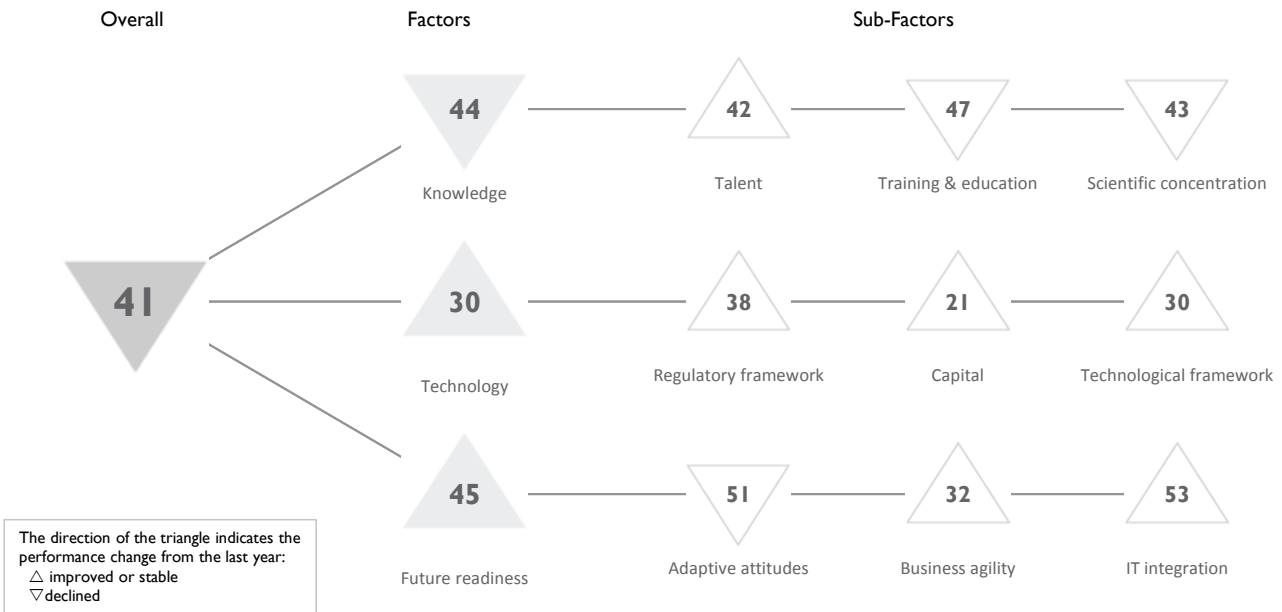 Overall Factors Sub-Factors
44 42 47 43
Knowledge Talent Training & education Scientific concentration
41 30 38 21 30
Technology Regulatory framework Capital Technological framework
45 51 32 53
Future readiness Adaptive attitudes Business agility IT integration
The direction of the triangle indicates the
performance change from the last year:
△ improved or stable
▽ declined